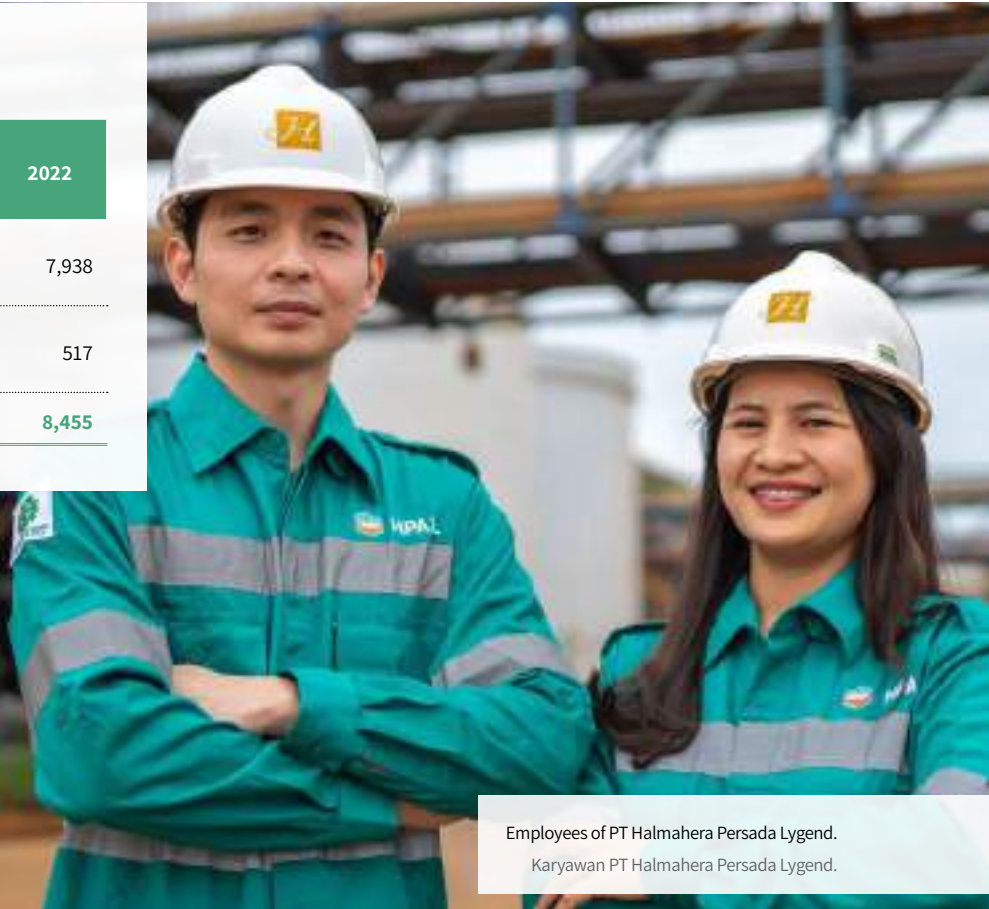 2022
7,938
517
8,455
H
H
HPAL
Employees of PT Halmahera Persada Lygend.
Karyawan PT Halmahera Persada Lygend.